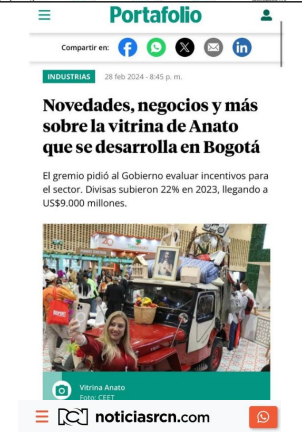 Portafolio
Compartir en:
INDUSTRIAS 28 feb 2024 - 8:45 p. m.
Novedades, negocios y más
sobre la vitrina de Anato
que se desarrolla en Bogotá
El gremio pidió al Gobierno evaluar incentivos para
el sector. Divisas subieron 22% en 2023, llegando a
US$9.000 millones.
Vitrina Anato
Foto: CEET
RCN noticiasrcn.com